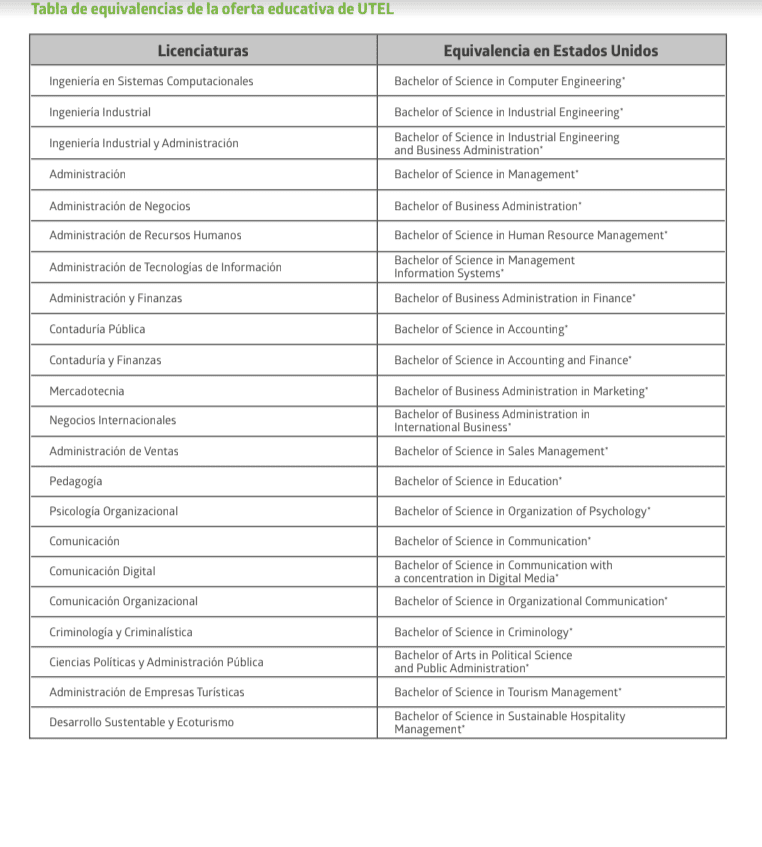 Tabla de equivalencias de la oferta educativa de UTEL
Licenciaturas Equivalencia en Estados Unidos
Ingeniería en Sistemas Computacionales Bachelor of Science in Computer Engineering*
Ingeniería Industrial Bachelor of Science in Industrial Engineering*
Ingeniería Industrial y Administración Bachelor of Science in Industrial Engineering
and Business Administration*
Administración Bachelor of Science in Management*
Administración de Negocios Bachelor of Business Administration*
Administración de Recursos Humanos Bachelor of Science in Human Resource Management*
Administración de Tecnologías de Información Bachelor of Science in Management
Information Systems*
Administración y Finanzas Bachelor of Business Administration in Finance*
Contaduría Pública Bachelor of Science in Accounting*
Contaduría y Finanzas Bachelor of Science in Accounting and Finance*
Mercadotecnia Bachelor of Business Administration in Marketing*
Negocios Internacionales Bachelor of Business Administration in
International Business*
Administración de Ventas Bachelor of Science in Sales Management*
Pedagogía Bachelor of Science in Education*
Psicología Organizacional Bachelor of Science in Organization of Psychology*
Comunicación Bachelor of Science in Communication*
Comunicación Digital Bachelor of Science in Communication with
a concentration in Digital Media*
Comunicación Organizacional Bachelor of Science in Organizational Communication*
Criminología y Criminalística Bachelor of Science in Criminology*
Ciencias Políticas y Administración Pública Bachelor of Arts in Political Science
and Public Administration*
Administración de Empresas Turísticas Bachelor of Science in Tourism Management*
Desarrollo Sustentable y Ecoturismo Bachelor of Science in Sustainable Hospitality
Management*